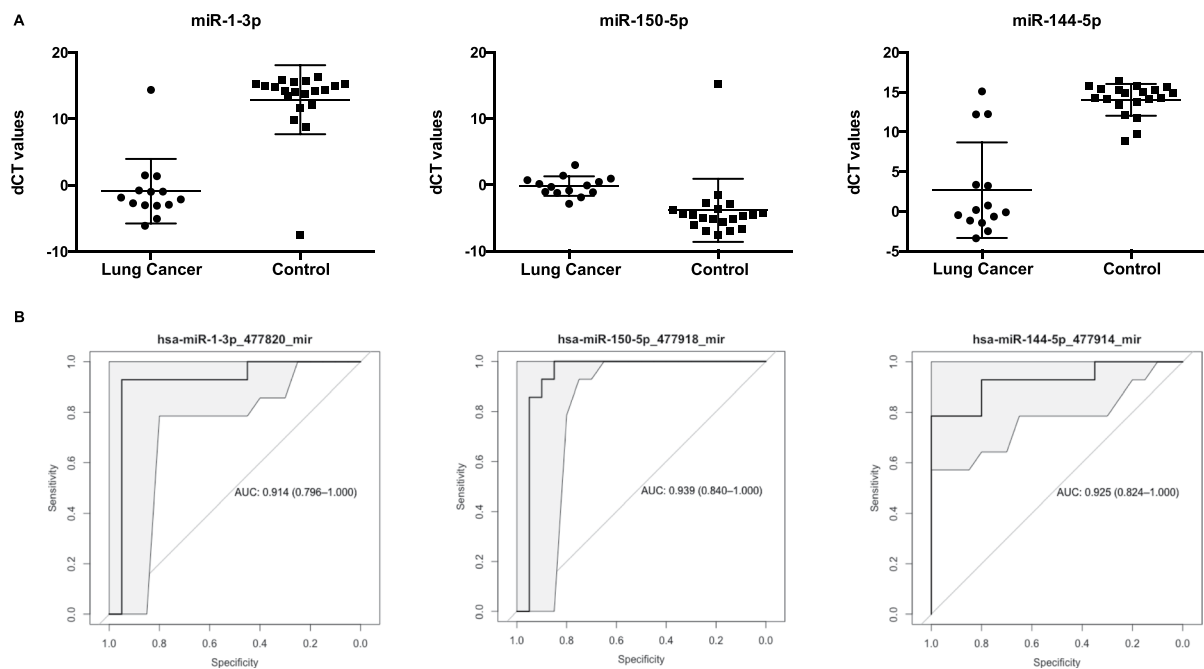 A
miR-1-3p
miR-150-5p
miR-144-5p
dCT values
20
10
0
-10
Lung Cancer
Control
dCT values
20
10
0
-10
Lung Cancer
Control
dCT values
20
15
10
5
0
-5
Lung Cancer
Control
B
hsa-miR-1-3p_477820_mir
Sensitivity
1.0
0.8
0.6
0.4
0.2
0.0
AUC: 0.914 (0.796–1.000)
1.0 0.8 0.6 0.4 0.2 0.0
Specificity
hsa-miR-150-5p_477918_mir
Sensitivity
1.0
0.8
0.6
0.4
0.2
0.0
AUC: 0.939 (0.840–1.000)
1.0 0.8 0.6 0.4 0.2 0.0
Specificity
hsa-miR-144-5p_477914_mir
Sensitivity
1.0
0.8
0.6
0.4
0.2
0.0
AUC: 0.925 (0.824–1.000)
1.0 0.8 0.6 0.4 0.2 0.0
Specificity